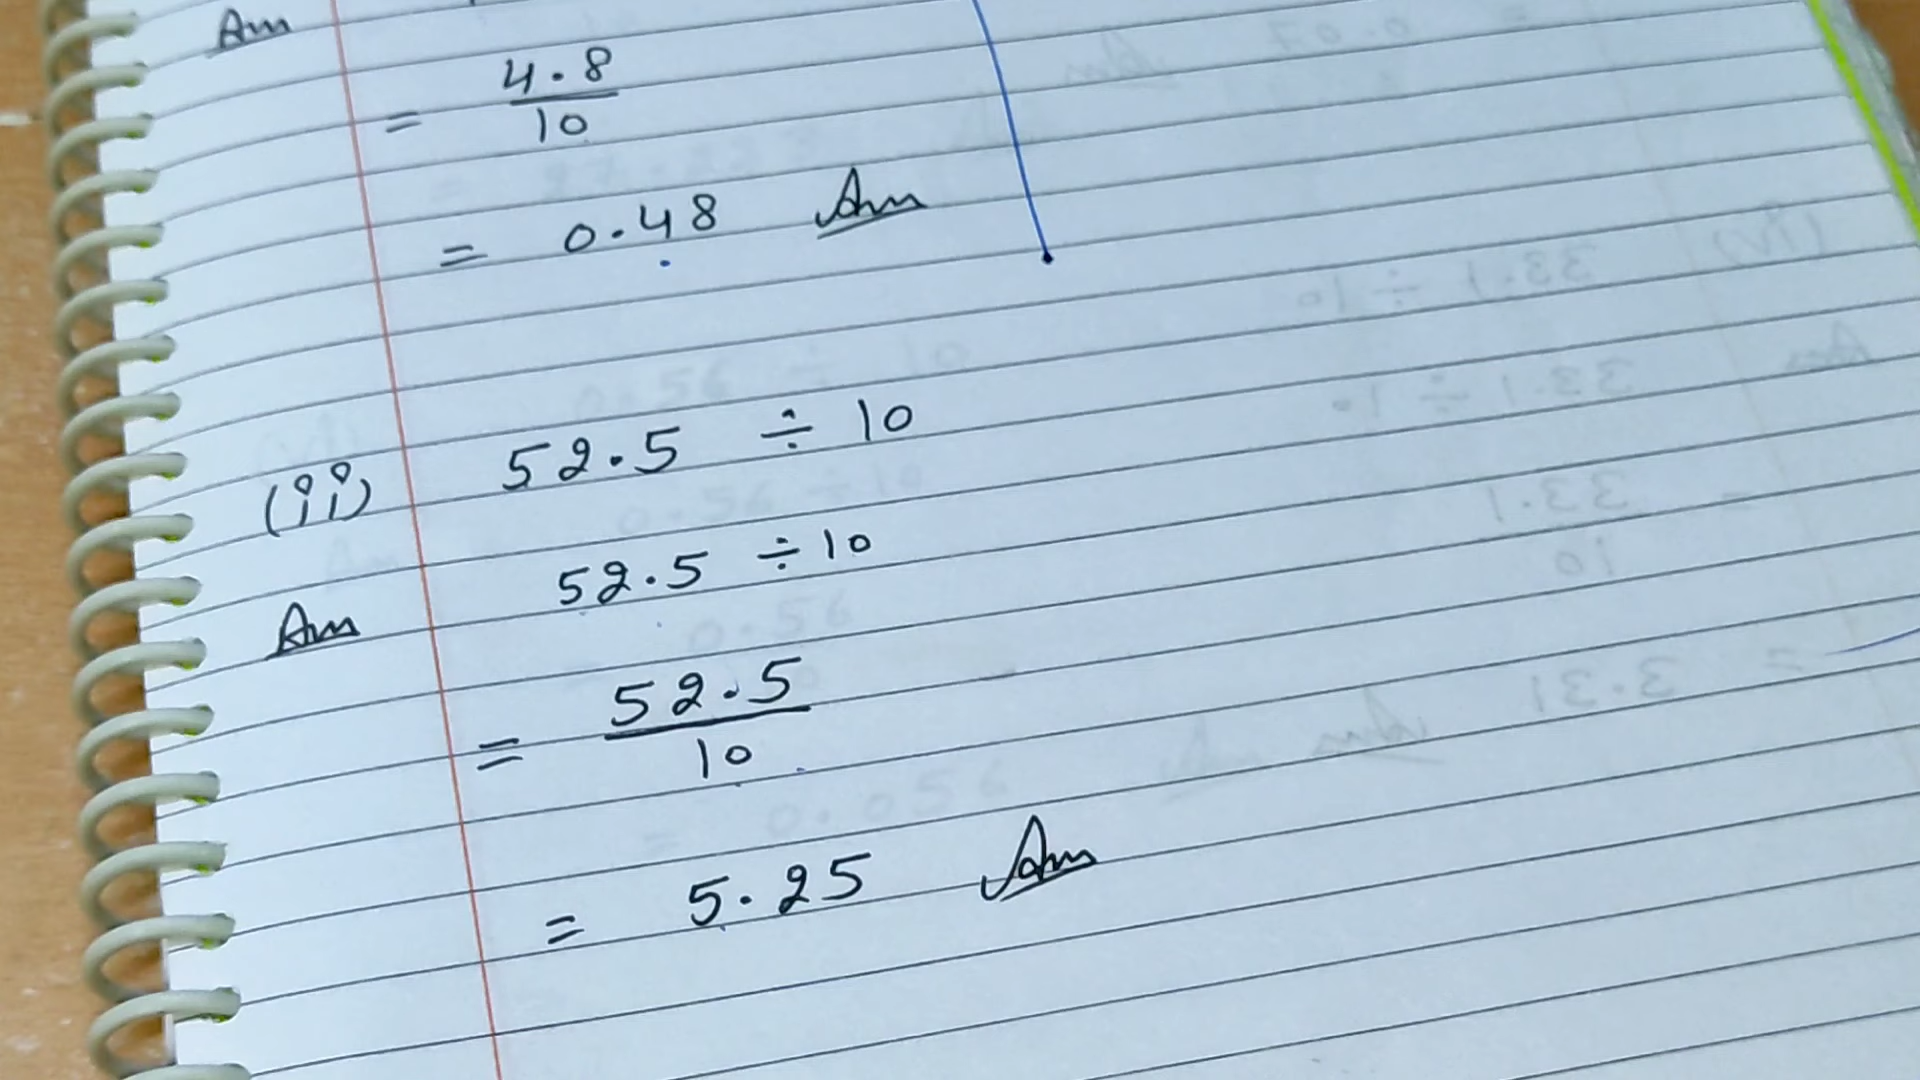 Ans
= 4.8
10
= 0.48 Ans
(ii) 52.5 ÷ 10
Ans 52.5 ÷ 10
= 52.5
10
= 5.25 Ans